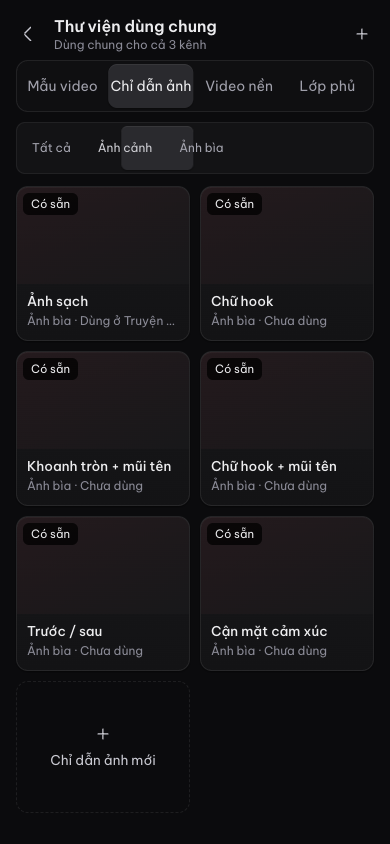 Thư viện dùng chung
Dùng chung cho cả 3 kênh
Mẫu video Chỉ dẫn ảnh Video nền Lớp phủ
Tất cả Ảnh cảnh Ảnh bìa
Có sẵn Có sẵn
Ảnh sạch Chữ hook
Ảnh bìa · Dùng ở Truyện ... Ảnh bìa · Chưa dùng
Có sẵn Có sẵn
Khoanh tròn + mũi tên Chữ hook + mũi tên
Ảnh bìa · Chưa dùng Ảnh bìa · Chưa dùng
Có sẵn Có sẵn
Trước / sau Cận mặt cảm xúc
Ảnh bìa · Chưa dùng Ảnh bìa · Chưa dùng
+
Chỉ dẫn ảnh mới